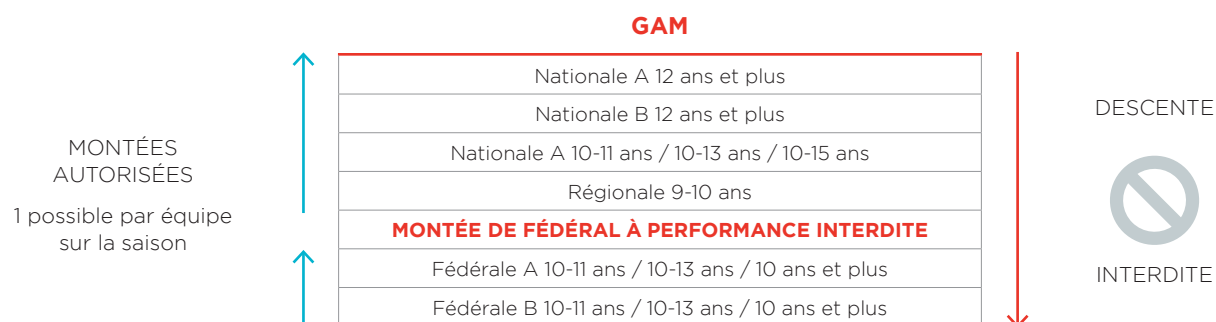 GAM
MONTÉES
AUTORISÉES
1 possible par équipe
sur la saison
Nationale A 12 ans et plus
Nationale B 12 ans et plus
Nationale A 10-11 ans / 10-13 ans / 10-15 ans
Régionale 9-10 ans
MONTÉE DE FÉDÉRAL À PERFORMANCE INTERDITE
Fédérale A 10-11 ans / 10-13 ans / 10 ans et plus
Fédérale B 10-11 ans / 10-13 ans / 10 ans et plus
DESCENTE
INTERDITE